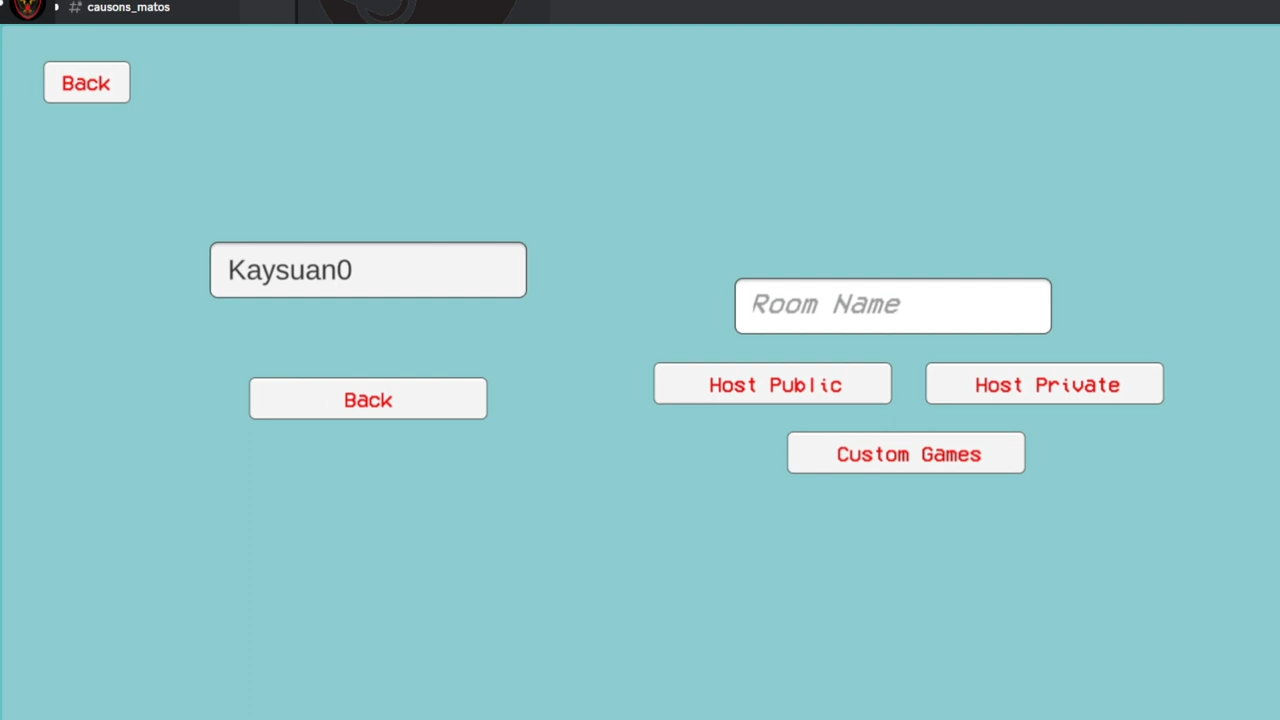 # causons_matos
Back
Kaysuan0
Back
Room Name
Host Public
Host Private
Custom Games